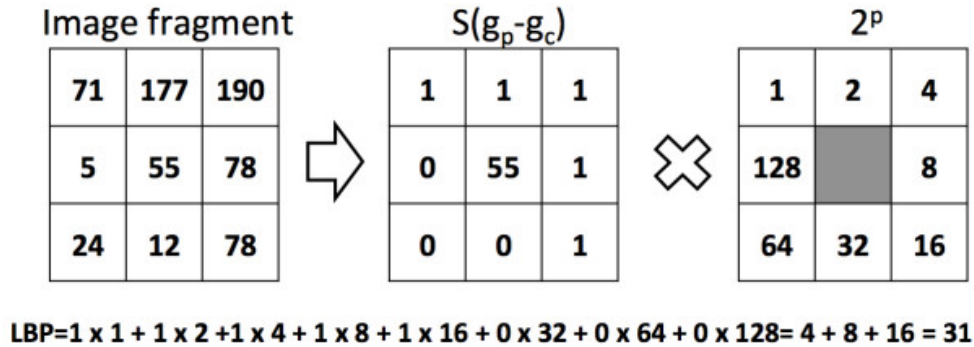 Image fragment S(gₚ-g_c) 2ᵖ
71 177 190 1 1 1 1 2 4
5 55 78 0 55 1 128 8
24 12 78 0 0 1 64 32 16
LBP=1 x 1 + 1 x 2 +1 x 4 + 1 x 8 + 1 x 16 + 0 x 32 + 0 x 64 + 0 x 128= 4 + 8 + 16 = 31